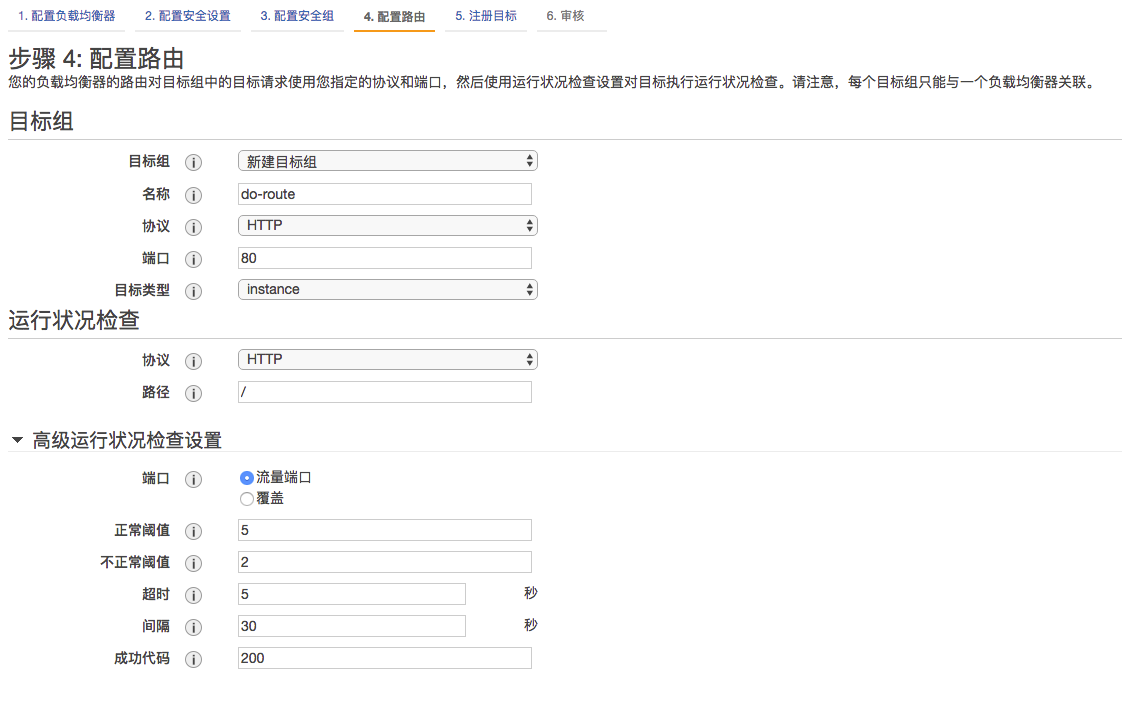 1. 配置负载均衡器 2. 配置安全设置 3. 配置安全组 4. 配置路由 5. 注册目标 6. 审核
步骤 4: 配置路由
您的负载均衡器的路由对目标组中的目标请求使用您指定的协议和端口，然后使用运行状况检查设置对目标执行运行状况检查。请注意，每个目标组只能与一个负载均衡器关联。
目标组
目标组 i 新建目标组
名称 i do-route
协议 i HTTP
端口 i 80
目标类型 i instance
运行状况检查
协议 i HTTP
路径 i /
高级运行状况检查设置
端口 i 流量端口
覆盖
正常阈值 i 5
不正常阈值 i 2
超时 i 5 秒
间隔 i 30 秒
成功代码 i 200